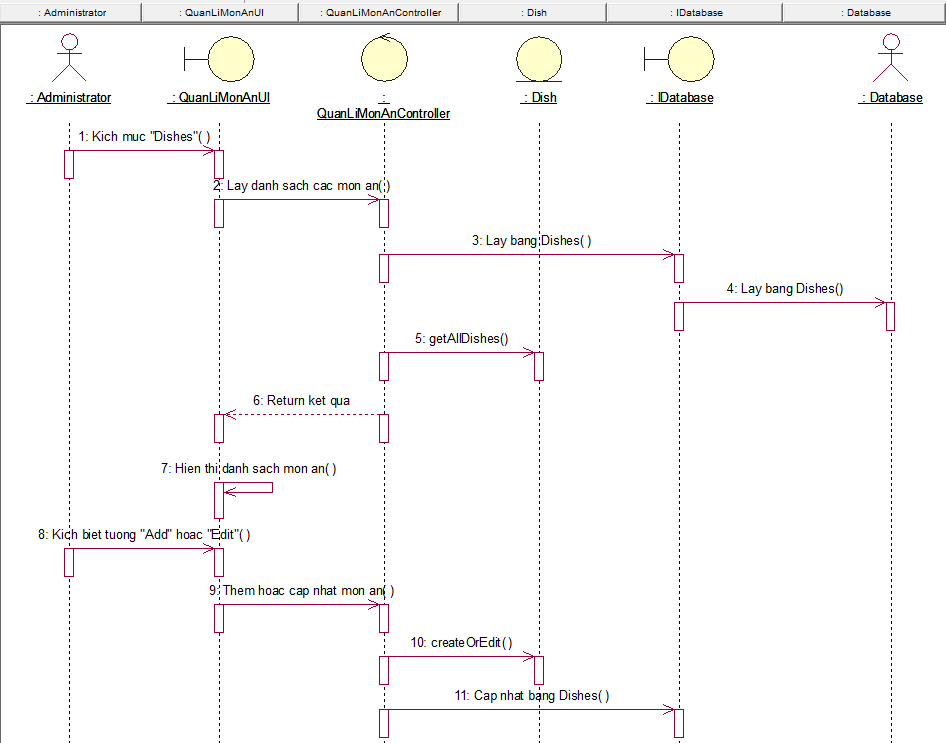 : Administrator
: QuanLiMonAnUI
: QuanLiMonAnController
: Dish
: IDatabase
: Database
: Administrator
: QuanLiMonAnUI
:
QuanLiMonAnController
: Dish
: IDatabase
: Database
1: Kich muc "Dishes"( )
2: Lay danh sach cac mon an( )
3: Lay bang Dishes( )
4: Lay bang Dishes()
5: getAllDishes()
6: Return ket qua
7: Hien thi danh sach mon an( )
8: Kich biet tuong "Add" hoac "Edit"( )
9: Them hoac cap nhat mon an( )
10: createOrEdit( )
11: Cap nhat bang Dishes( )